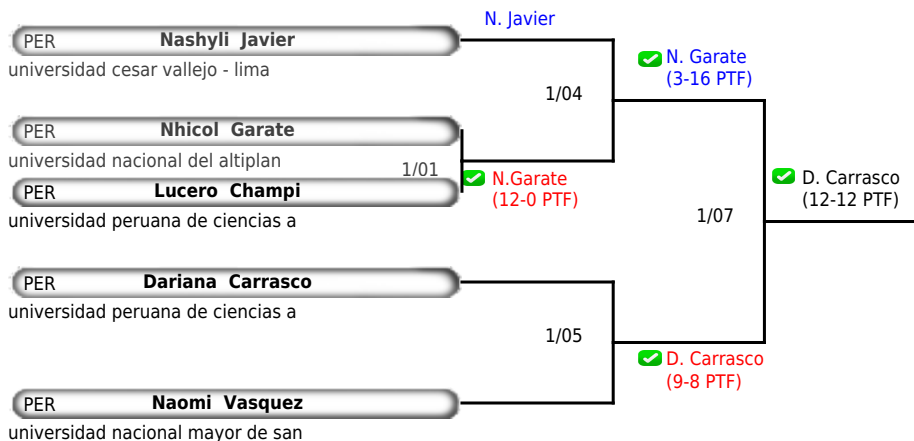 N. Javier
PER Nashyli Javier
universidad cesar vallejo - lima
N. Garate
(3-16 PTF)
1/04
PER Nhicol Garate
universidad nacional del altiplan
1/01
N.Garate
(12-0 PTF)
PER Lucero Champi
universidad peruana de ciencias a
D. Carrasco
(12-12 PTF)
1/07
PER Dariana Carrasco
universidad peruana de ciencias a
1/05
D. Carrasco
(9-8 PTF)
PER Naomi Vasquez
universidad nacional mayor de san